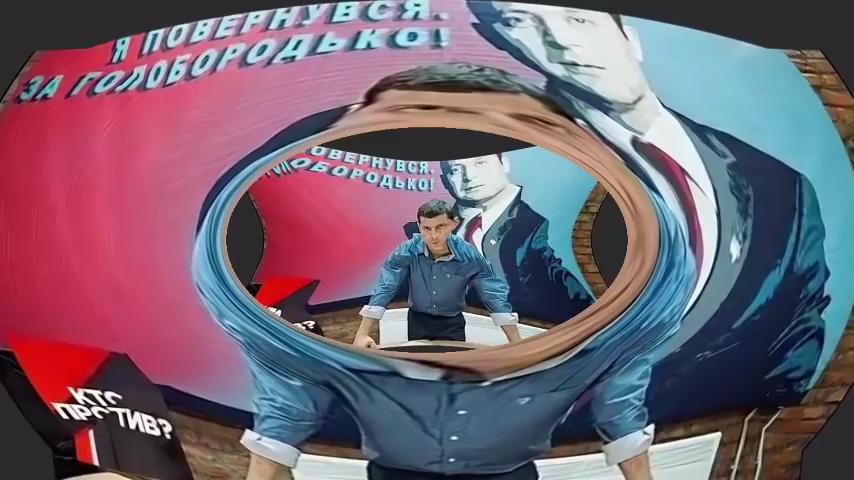 Я ПОВЕРНУВСЯ.
ЗА ГОЛОБОРОДЬКО!
ПОВЕРНУВСЯ.
ГОЛОБОРОДЬКО!
КТО
ПРОТИВ?